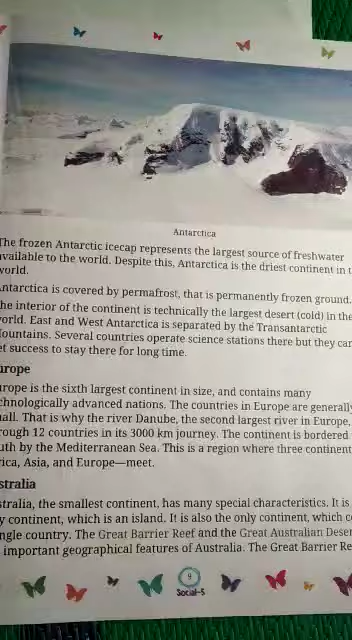 Antarctica
The frozen Antarctic icecap represents the largest source of freshwater
available to the world. Despite this, Antarctica is the driest continent in t
world.
ntarctica is covered by permafrost, that is permanently frozen ground.
he interior of the continent is technically the largest desert (cold) in the
orld. East and West Antarctica is separated by the Transantarctic
ountains. Several countries operate science stations there but they can
et success to stay there for long time.
urope
urope is the sixth largest continent in size, and contains many
chnologically advanced nations. The countries in Europe are generally
all. That is why the river Danube, the second largest river in Europe,
rough 12 countries in its 3000 km journey. The continent is bordered
uth by the Mediterranean Sea. This is a region where three continent
rica, Asia, and Europe—meet.
stralia
stralia, the smallest continent, has many special characteristics. It is
y continent, which is an island. It is also the only continent, which co
ngle country. The Great Barrier Reef and the Great Australian Deser
important geographical features of Australia. The Great Barrier Re
9
Social-5